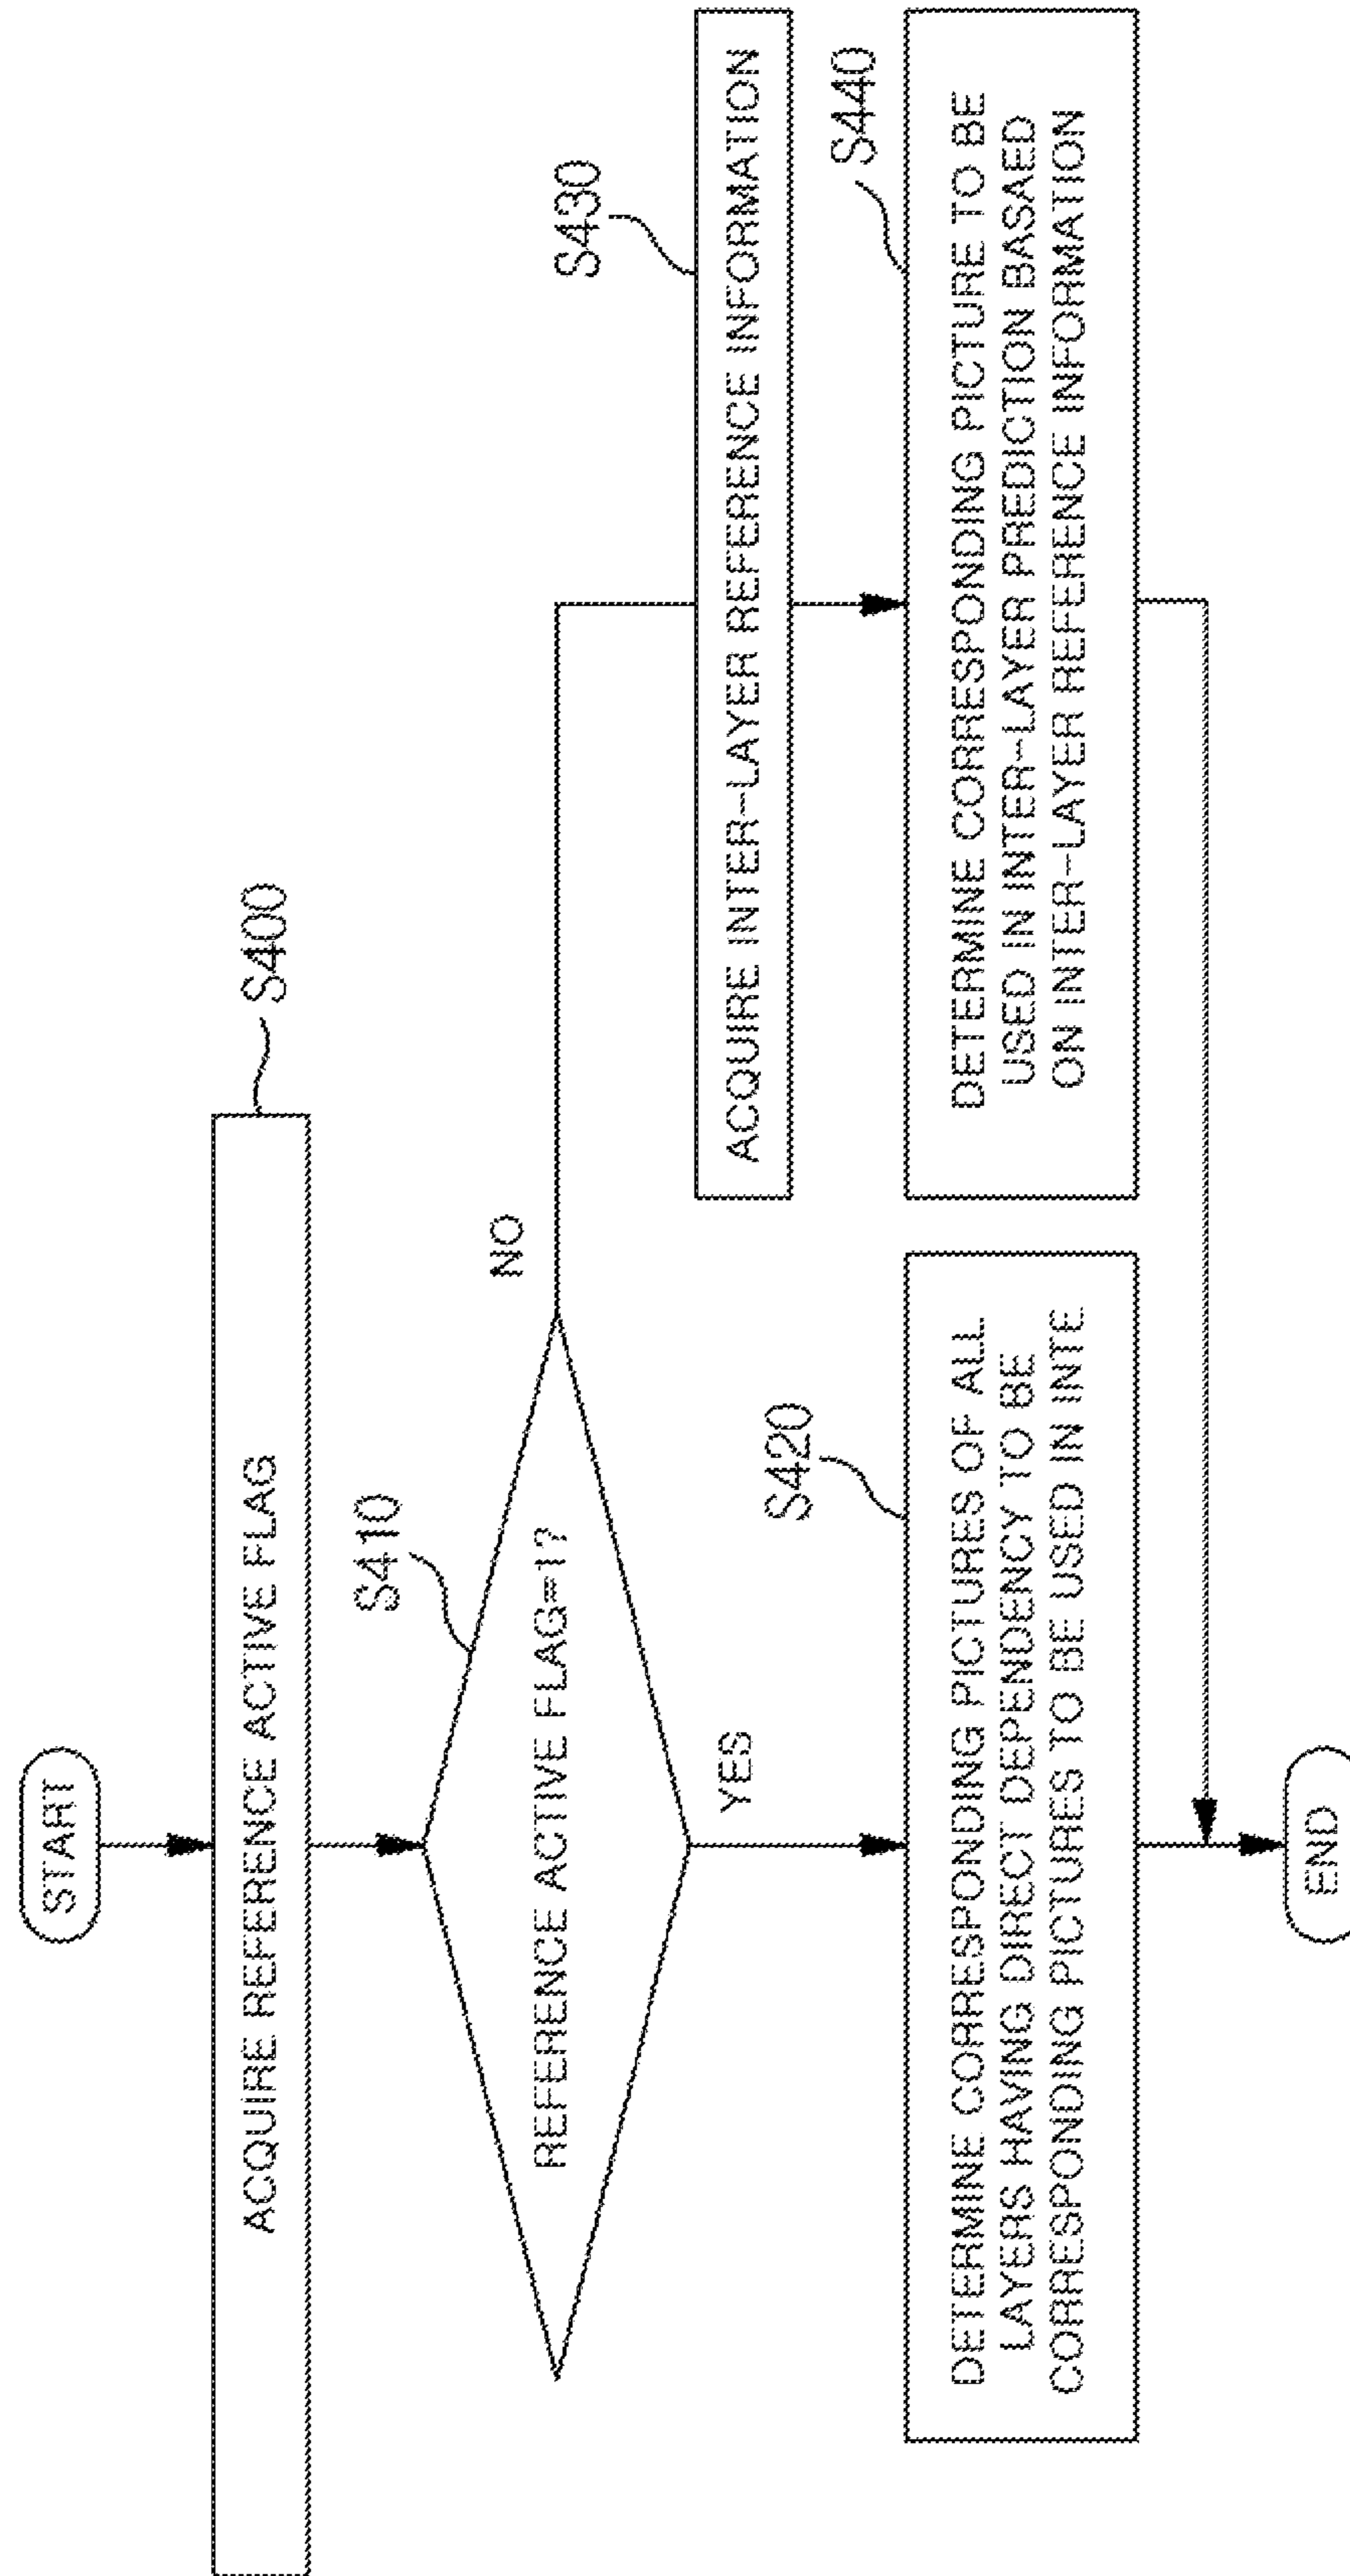 START
ACQUIRE REFERENCE ACTIVE FLAG
S400
REFERENCE ACTIVE FLAG=1?
S410
NO
YES
S420
DETERMINE CORRESPONDING PICTURES OF ALL
LAYERS HAVING DIRECT DEPENDENCY TO BE
CORRESPONDING PICTURES TO BE USED IN INTE
S430
ACQUIRE INTER-LAYER REFERENCE INFORMATION
S440
DETERMINE CORRESPONDING PICTURE TO BE
USED IN INTER-LAYER PREDICTION BASAED
ON INTER-LAYER REFERENCE INFORMATION
END